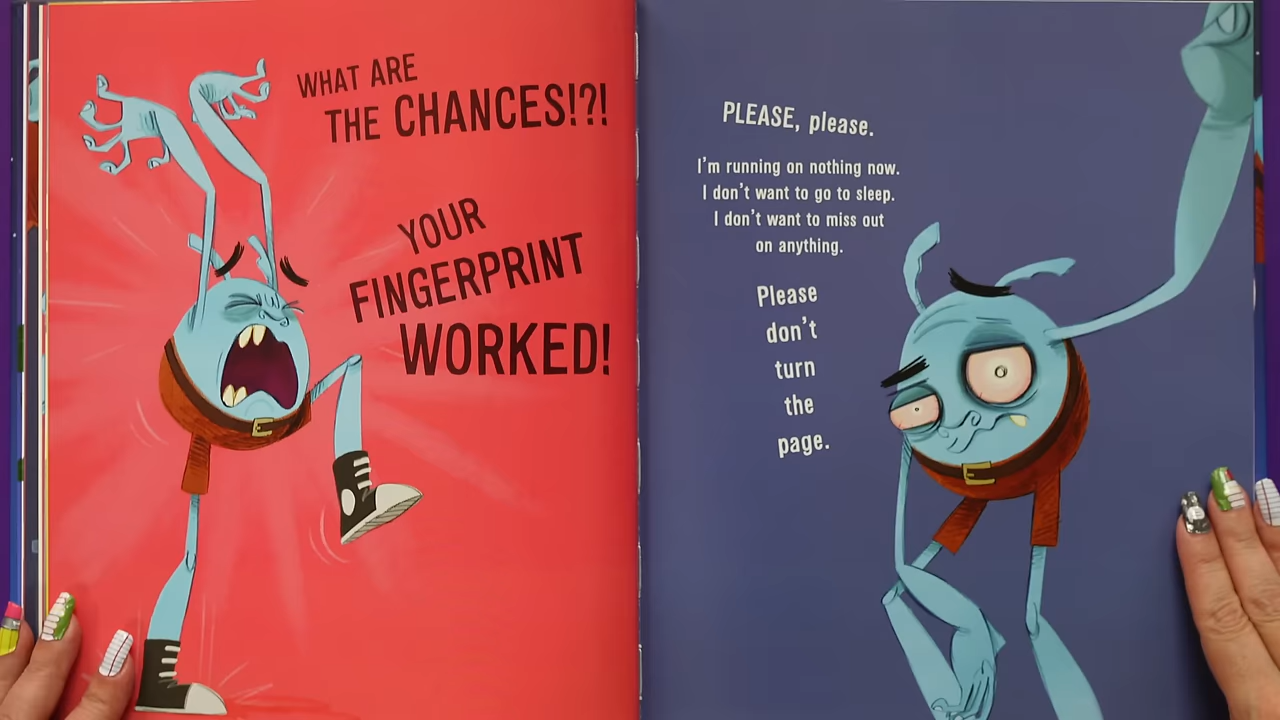 WHAT ARE
THE CHANCES!?!
YOUR
FINGERPRINT
WORKED!
PLEASE, please.
I'm running on nothing now.
I don't want to go to sleep.
I don't want to miss out
on anything.
Please
don't
turn
the
page.